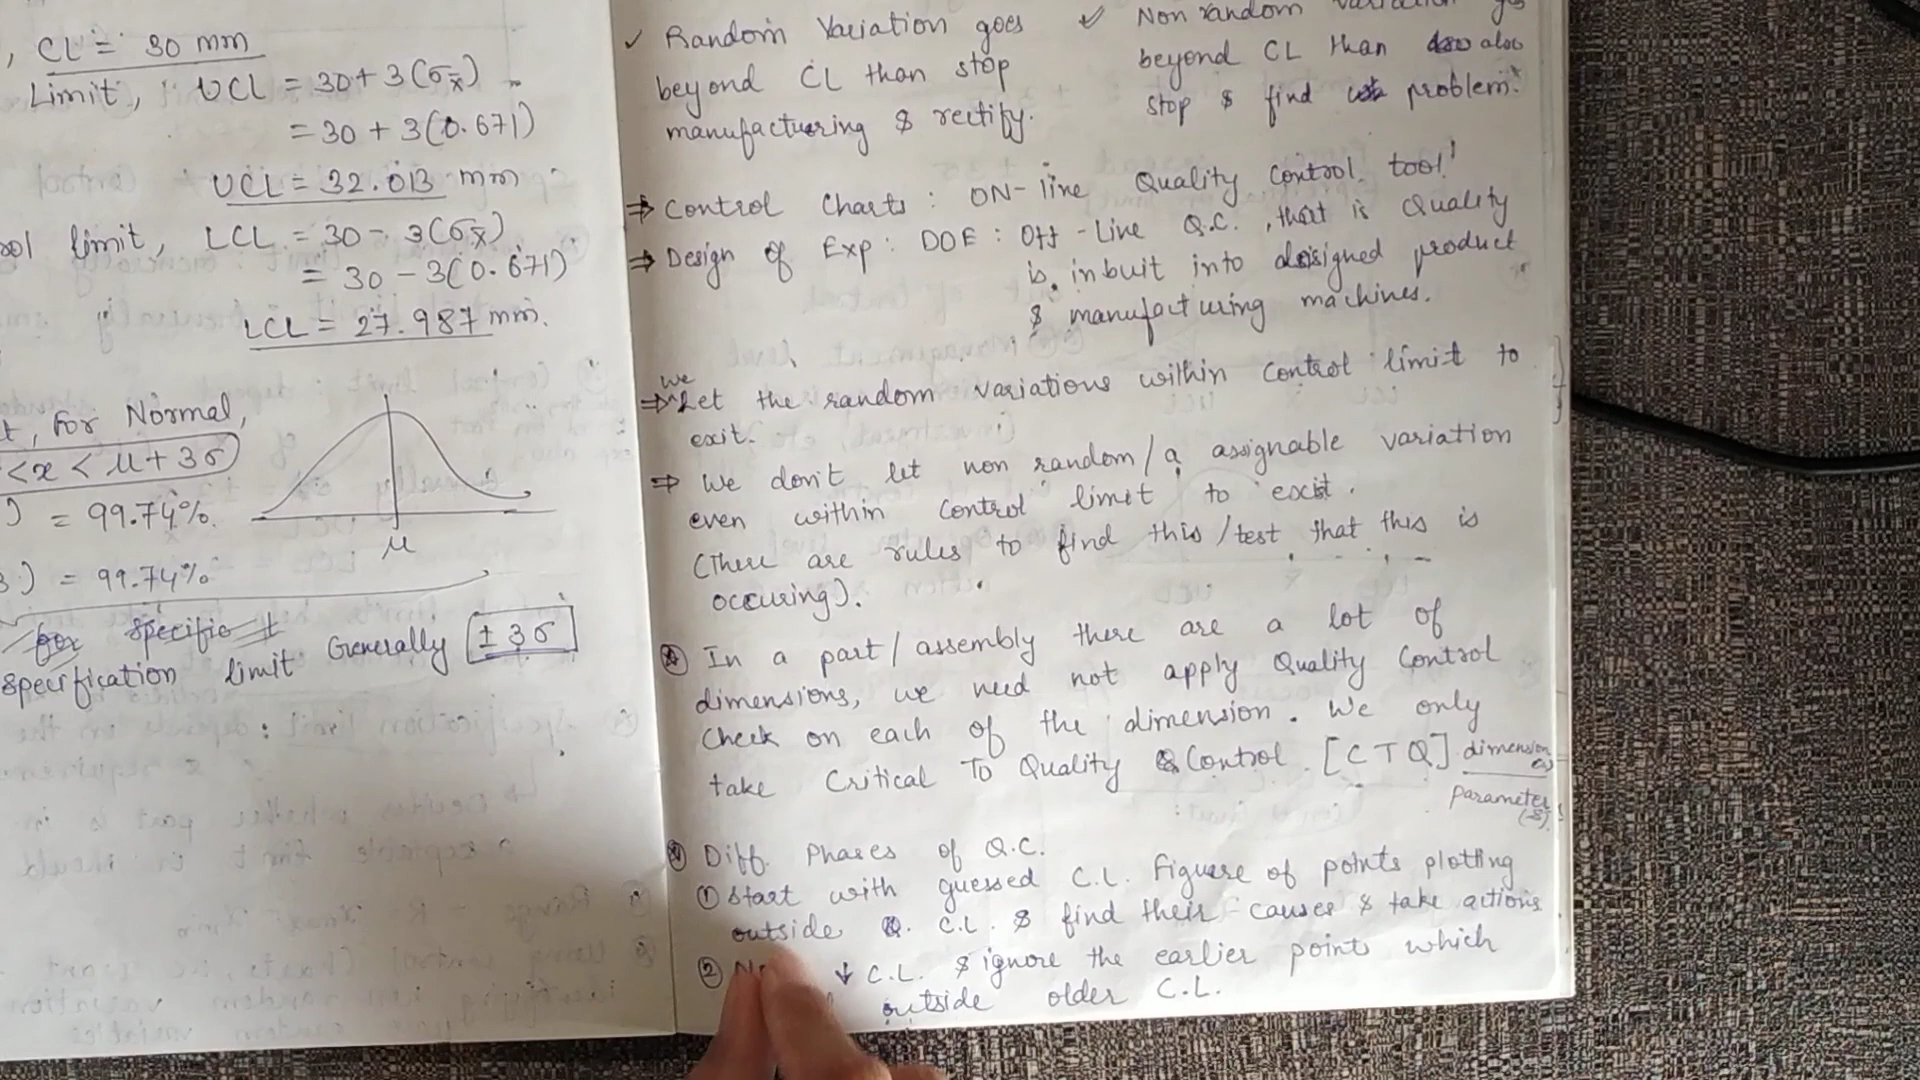 , CL = 30 mm
Limit, UCL = 30 + 3(σx̄)
= 30 + 3(0.671)
UCL = 32.013 mm
rol limit, LCL = 30 - 3(σx̄)
= 30 - 3(0.671)
LCL = 27.987 mm.
t, For Normal,
< x < μ + 3σ
) = 99.74%.
μ
3) = 99.74%
for specific
specification limit Generally ± 3σ
✓ Random Variation goes
beyond CL than stop
manufacturing & rectify.
✓ Non random
beyond CL than also
stop & find problem.
⇒ Control Charts : ON-line Quality Control tool!
⇒ Design of Exp : DOE : Off-Line Q.C., that is Quality
is inbuit into designed product
& manufacturing machines.
⇒ we Let the random variations within control limit to
exit.
⇒ We don't let non random / a assignable variation
even within control limit to exist.
(There are rules to find this / test that this is
occuring).
In a part / assembly there are a lot of
dimensions, we need not apply Quality Control
Check on each of the dimension. We only
take Critical To Quality Control. [CTQ] dimension
parameter
Diff. Phases of Q.C.
① Start with guessed C.L. Figure of points plotting
outside C.L. & find their causes & take actions
② ↓ C.L. & ignore the earlier point which
outside older C.L.